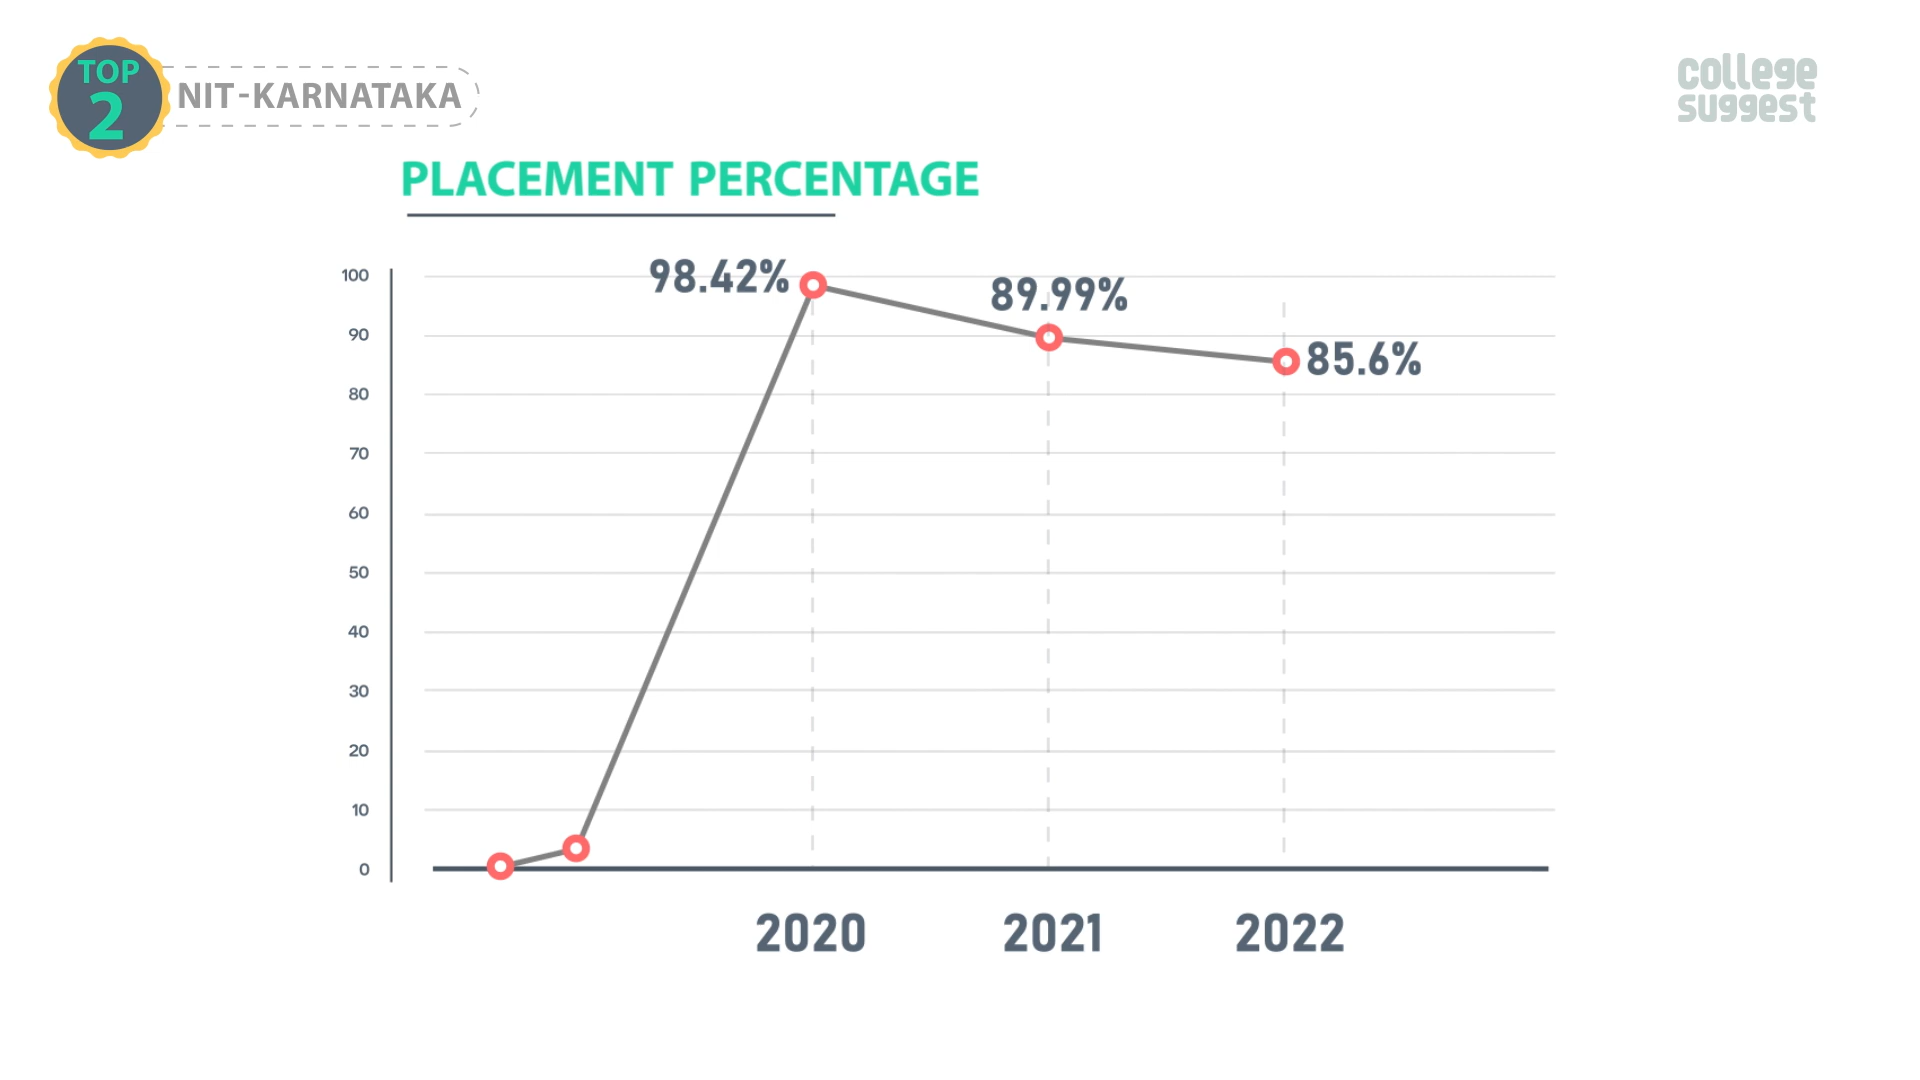 TOP
2
NIT-KARNATAKA
college
suggest
PLACEMENT PERCENTAGE
98.42%
89.99%
85.6%
100
90
80
70
60
50
40
30
20
10
0
2020 2021 2022